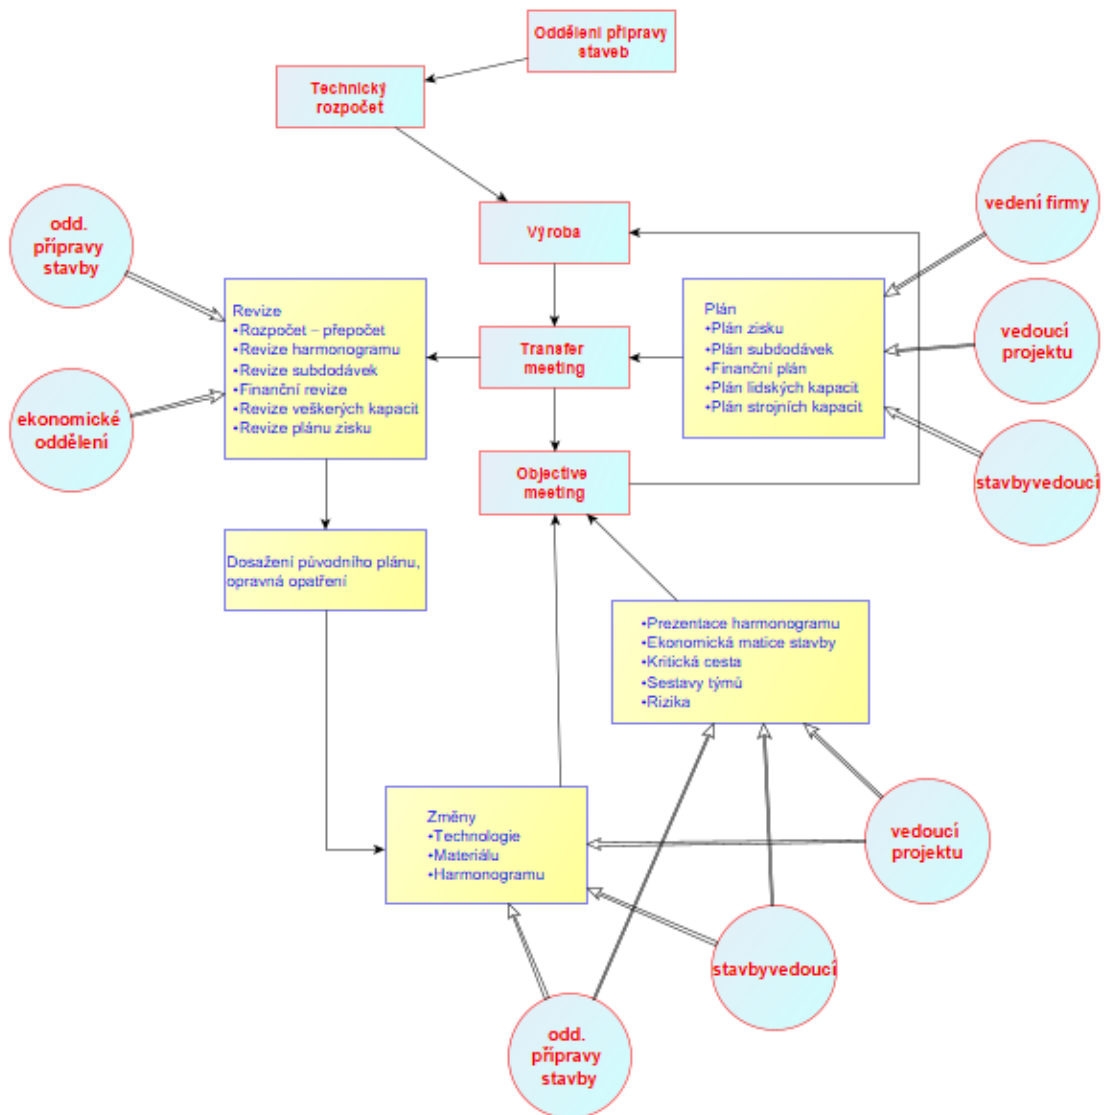 Oddělení přípravy
staveb
Technický
rozpočet
vedení firmy
odd.
přípravy
stavby
Výroba
Revize
•Rozpočet – přepočet
•Revize harmonogramu
•Revize subdodávek
•Finanční revize
•Revize veškerých kapacit
•Revize plánu zisku
Transfer
meeting
Plán
•Plán zisku
•Plán subdodávek
•Finanční plán
•Plán lidských kapacit
•Plán strojních kapacit
vedoucí
projektu
ekonomické
oddělení
Objective
meeting
stavbyvedoucí
Dosažení původního plánu,
opravná opatření
•Prezentace harmonogramu
•Ekonomická matice stavby
•Kritická cesta
•Sestavy týmů
•Rizika
Změny
•Technologie
•Materiálu
•Harmonogramu
vedoucí
projektu
stavbyvedoucí
odd.
přípravy
stavby